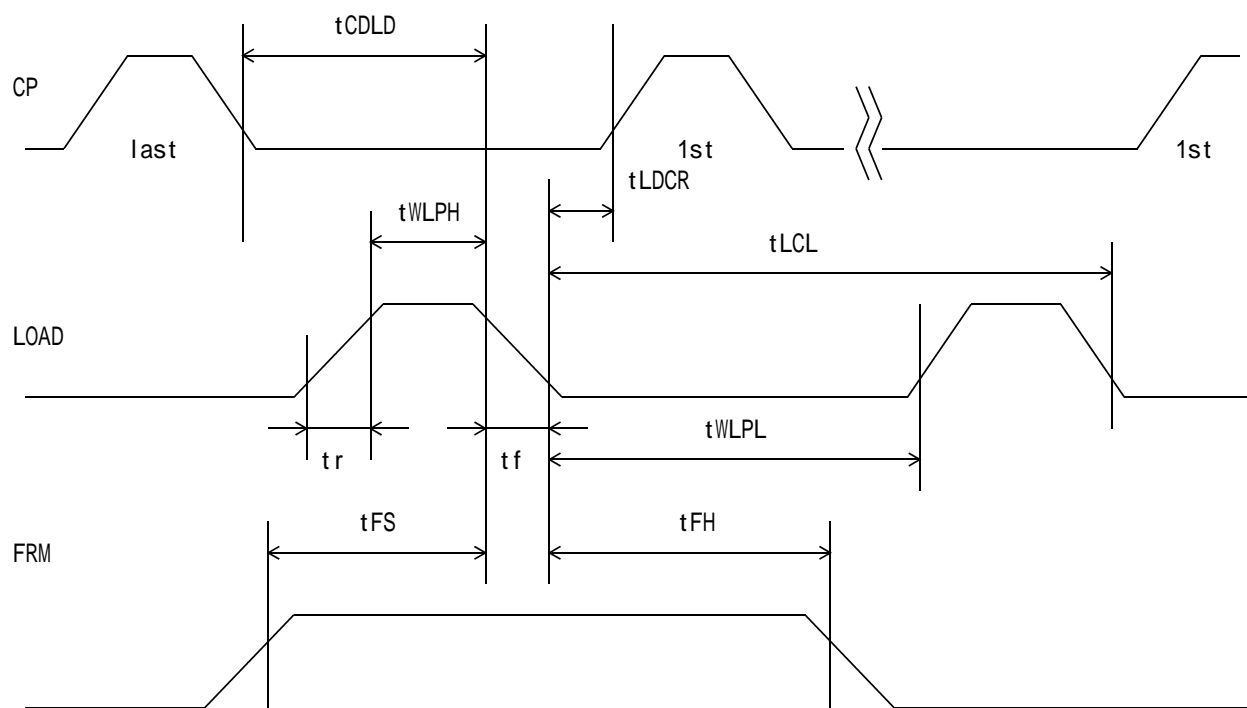 tCDLD
CP
last
1st
1st
tLDCR
tWLPH
tLCL
LOAD
tWLPL
tr
tf
tFS
tFH
FRM